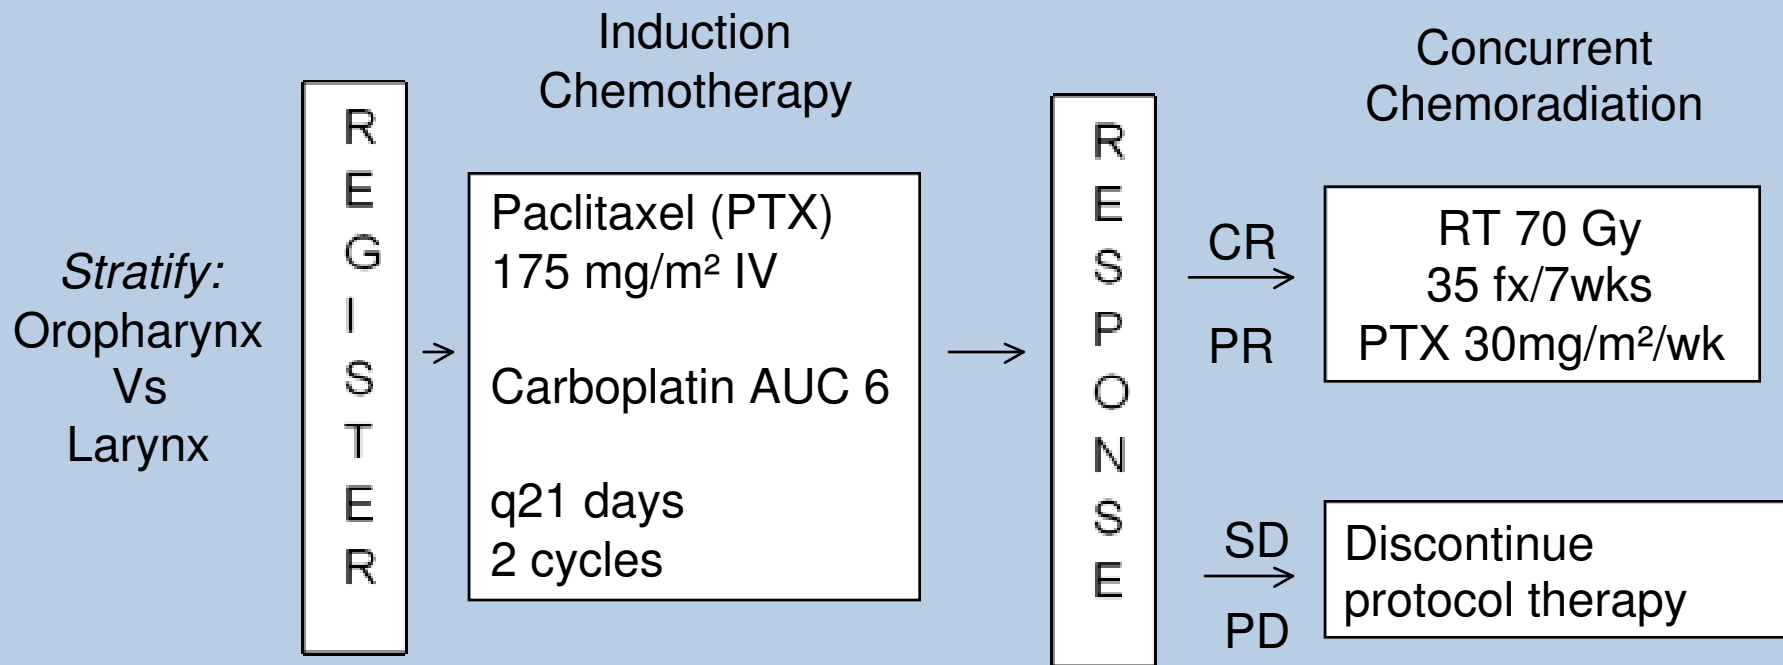 Stratify:
Oropharynx
Vs
Larynx
R
E
G
I
S
T
E
R
Induction
Chemotherapy
Paclitaxel (PTX)
175 mg/m² IV
Carboplatin AUC 6
q21 days
2 cycles
R
E
S
P
O
N
S
E
CR
PR
Concurrent
Chemoradiation
RT 70 Gy
35 fx/7wks
PTX 30mg/m²/wk
SD
PD
Discontinue
protocol therapy